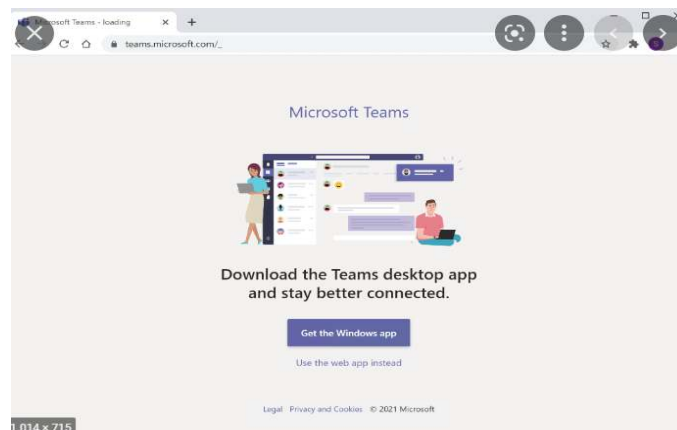 Microsoft Teams - loading
teams.microsoft.com/_
Microsoft Teams
Download the Teams desktop app
and stay better connected.
Get the Windows app
Use the web app instead
Legal Privacy and Cookies © 2021 Microsoft
1,014 × 715